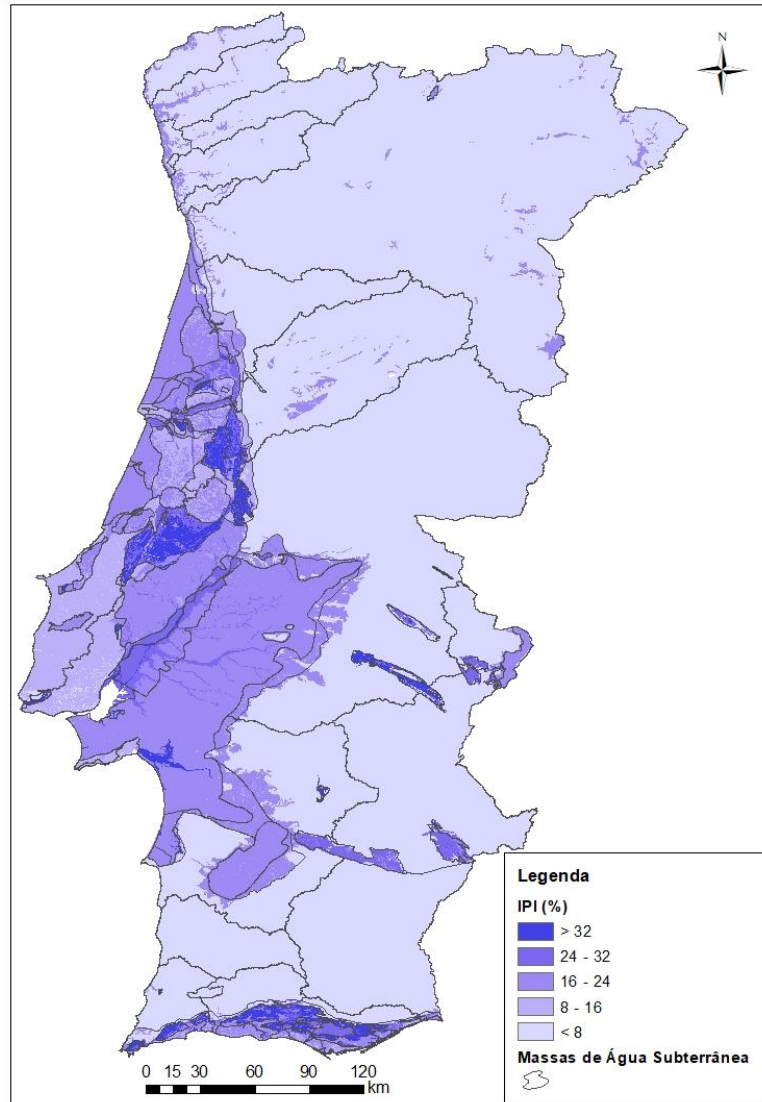 N
Legenda
IPI (%)
> 32
24 - 32
16 - 24
8 - 16
< 8
Massas de Água Subterrânea
0 15 30 60 90 120
km